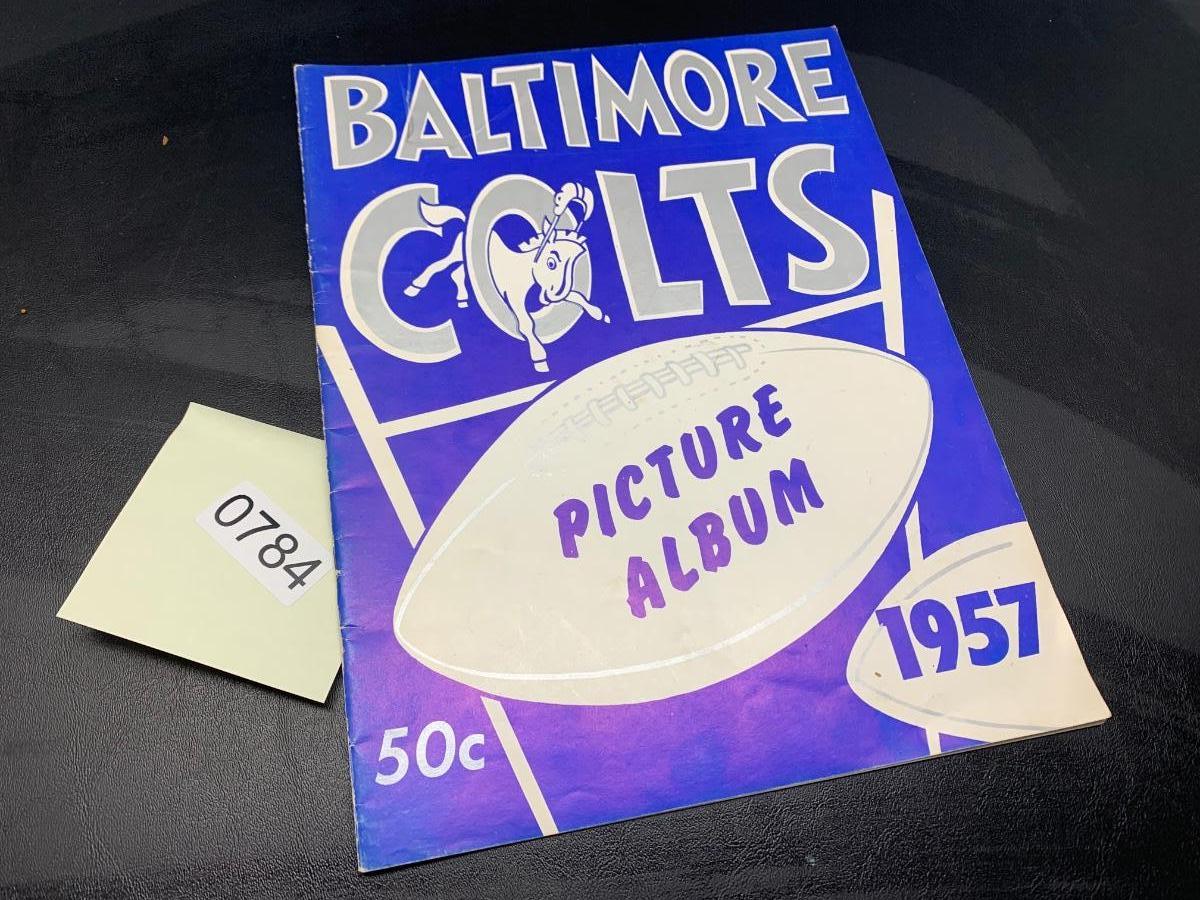 BALTIMORE
COLTS
PICTURE
ALBUM
1957
50c
0784